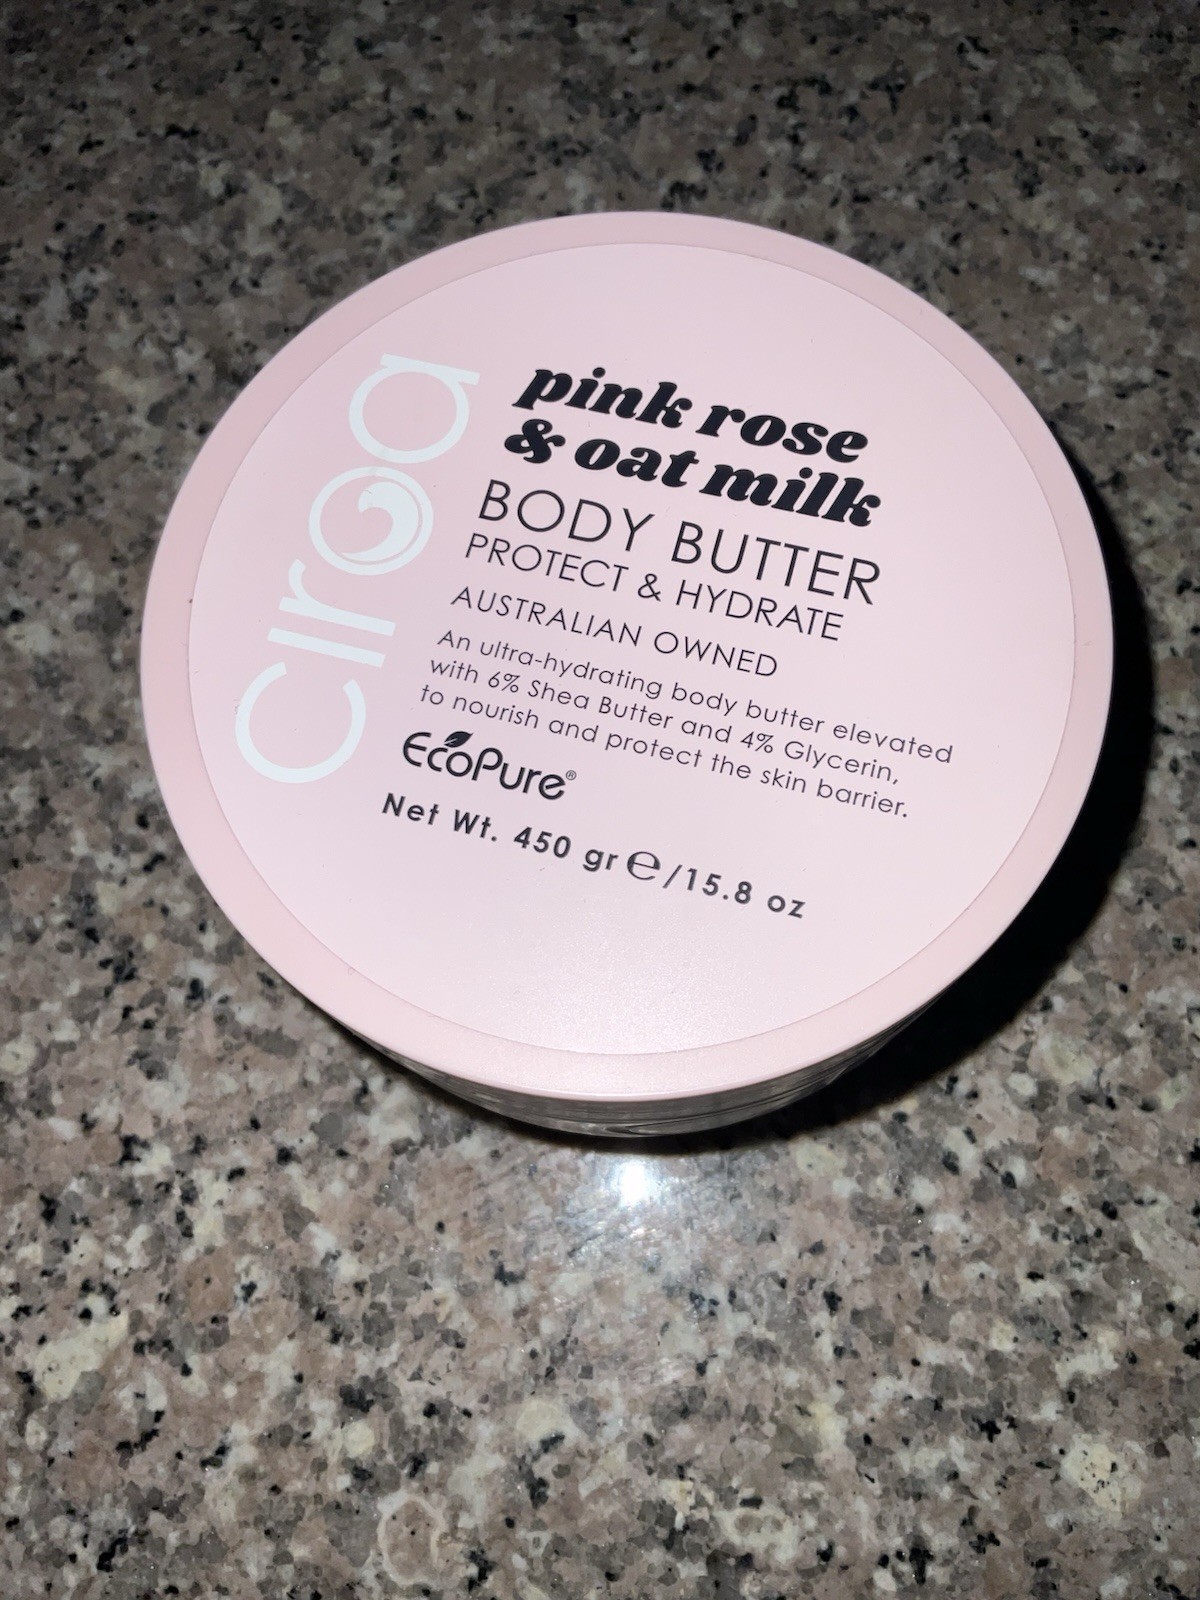 ciroa
pink rose
& oat milk
BODY BUTTER
PROTECT & HYDRATE
AUSTRALIAN OWNED
An ultra-hydrating body butter elevated
with 6% Shea Butter and 4% Glycerin,
to nourish and protect the skin barrier.
EcoPure®
Net Wt. 450 gr ℮/15.8 oz